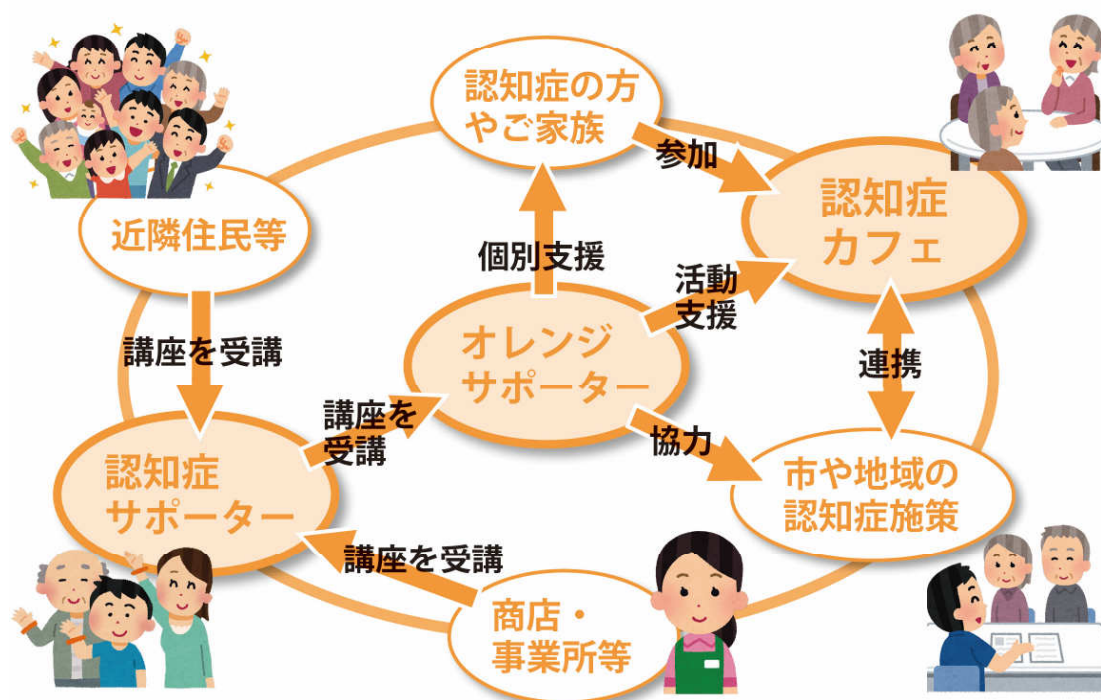 認知症の方
やご家族
参加
認知症
カフェ
近隣住民等
個別支援
活動
支援
講座を受講
オレンジ
サポーター
連携
講座を
受講
協力
認知症
サポーター
市や地域の
認知症施策
講座を受講
商店・
事業所等